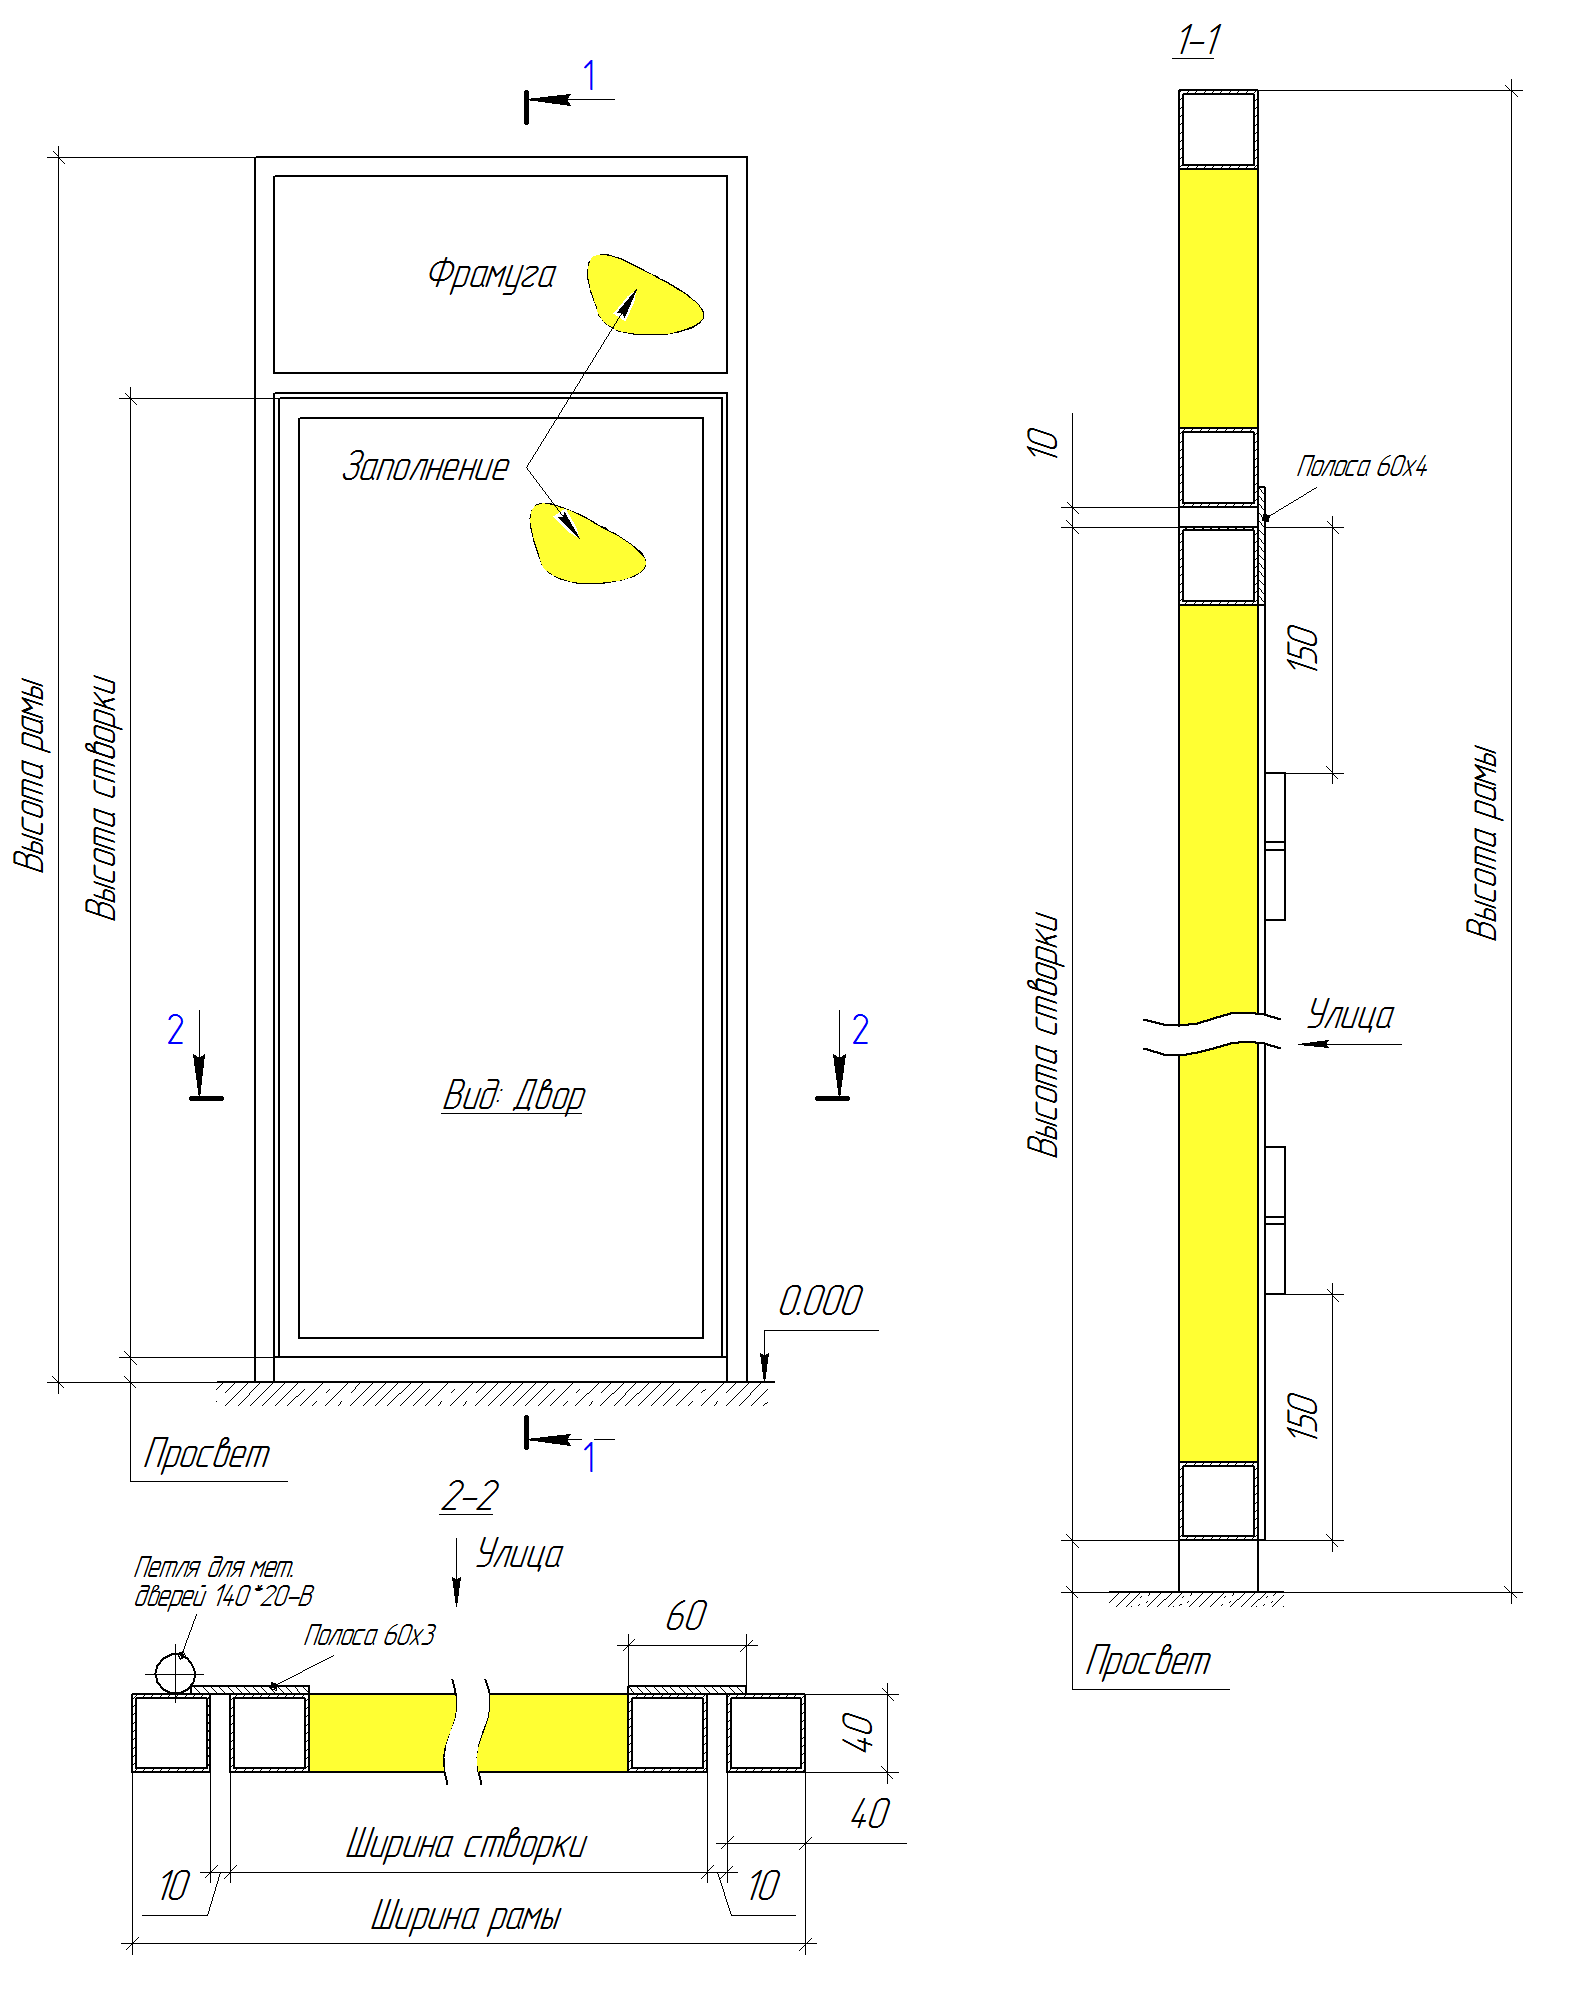 1
Фрамуга
Заполнение
Высота рамы
Высота створки
2
2
Вид: Двор
0.000
Просвет
1
1-1
10
Полоса 60х4
150
Высота рамы
Высота створки
Улица
150
Просвет
2-2
Улица
Петля для мет.
дверей 140*20-В
Полоса 60х3
60
40
40
Ширина створки
10
10
Ширина рамы